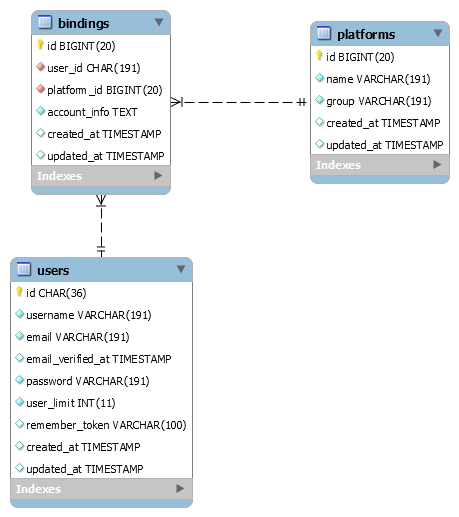 bindings
id BIGINT(20)
user_id CHAR(191)
platform_id BIGINT(20)
account_info TEXT
created_at TIMESTAMP
updated_at TIMESTAMP
Indexes
platforms
id BIGINT(20)
name VARCHAR(191)
group VARCHAR(191)
created_at TIMESTAMP
updated_at TIMESTAMP
Indexes
users
id CHAR(36)
username VARCHAR(191)
email VARCHAR(191)
email_verified_at TIMESTAMP
password VARCHAR(191)
user_limit INT(11)
remember_token VARCHAR(100)
created_at TIMESTAMP
updated_at TIMESTAMP
Indexes